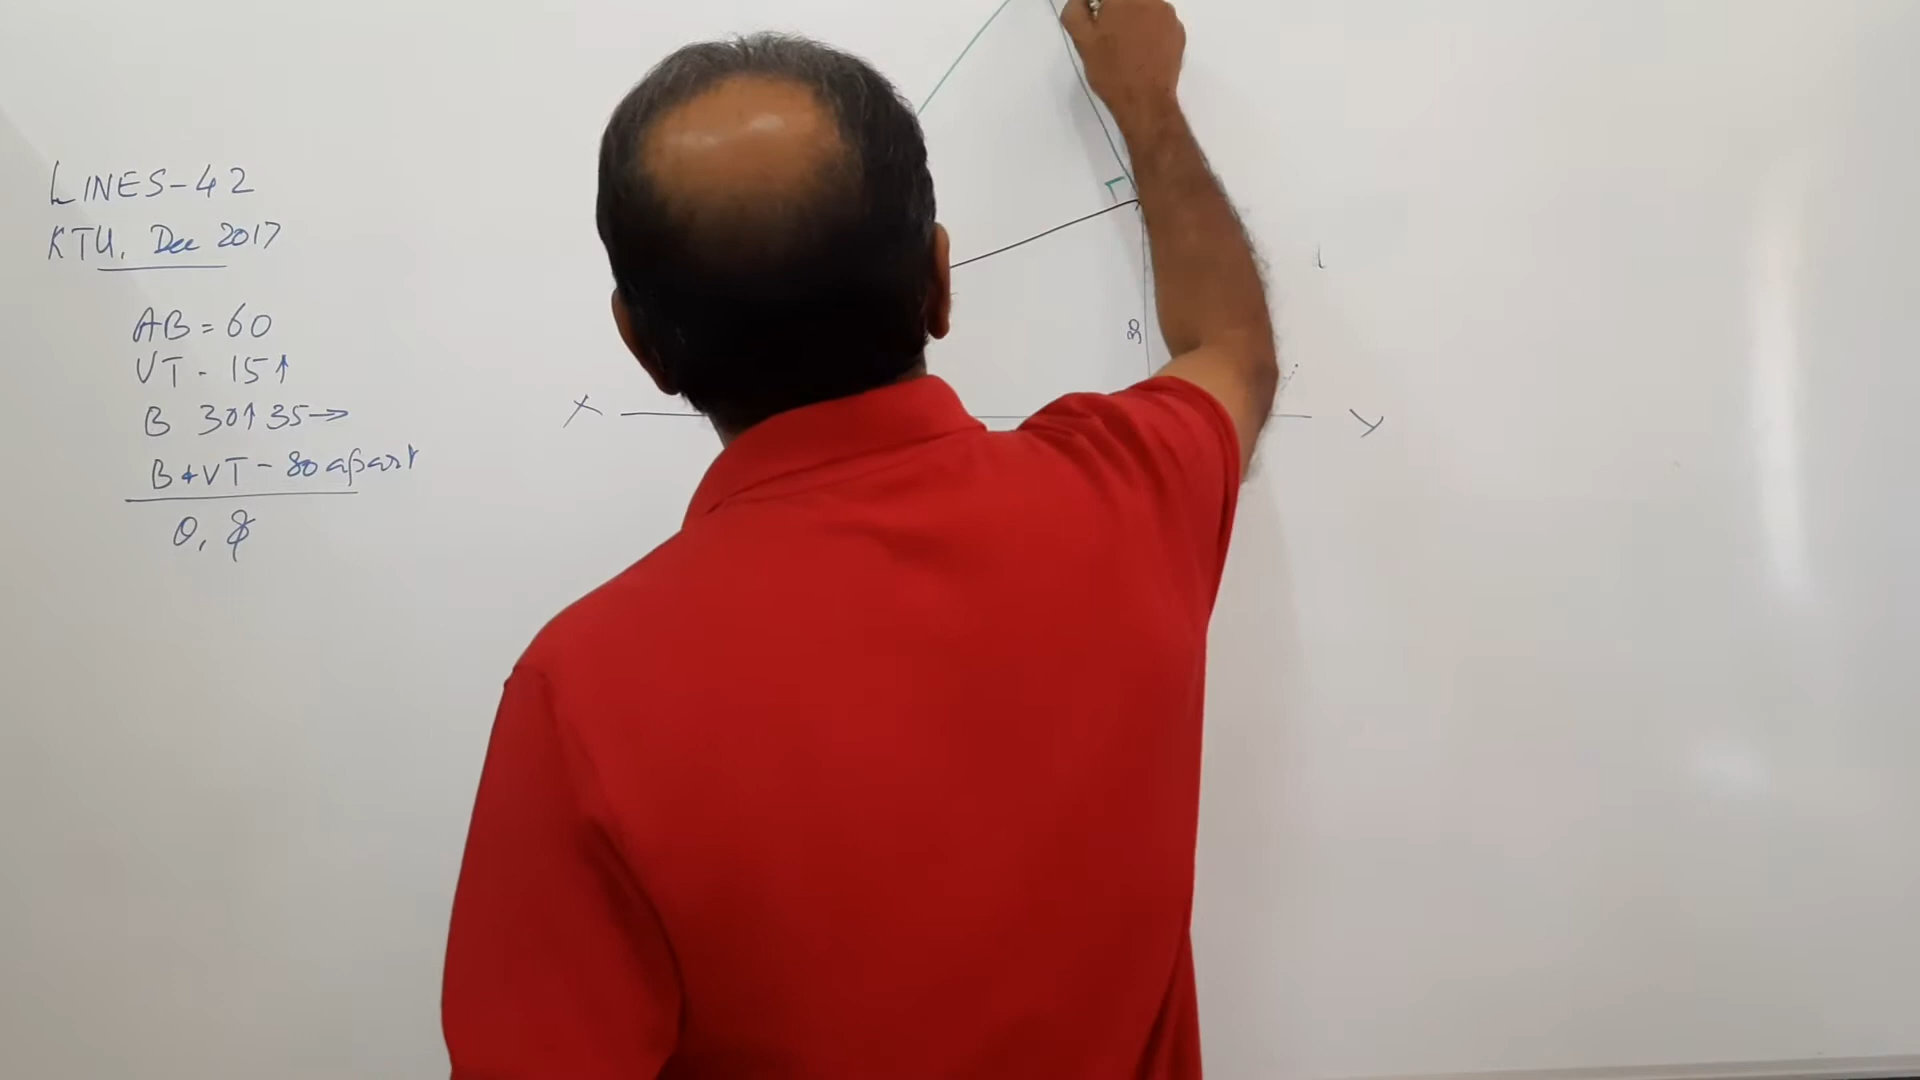 LINES-42
KTU, Dec 2017
AB = 60
VT - 15↑
B 30↑ 35→
B & VT - 80 apart
θ, ϕ
X
Y
30